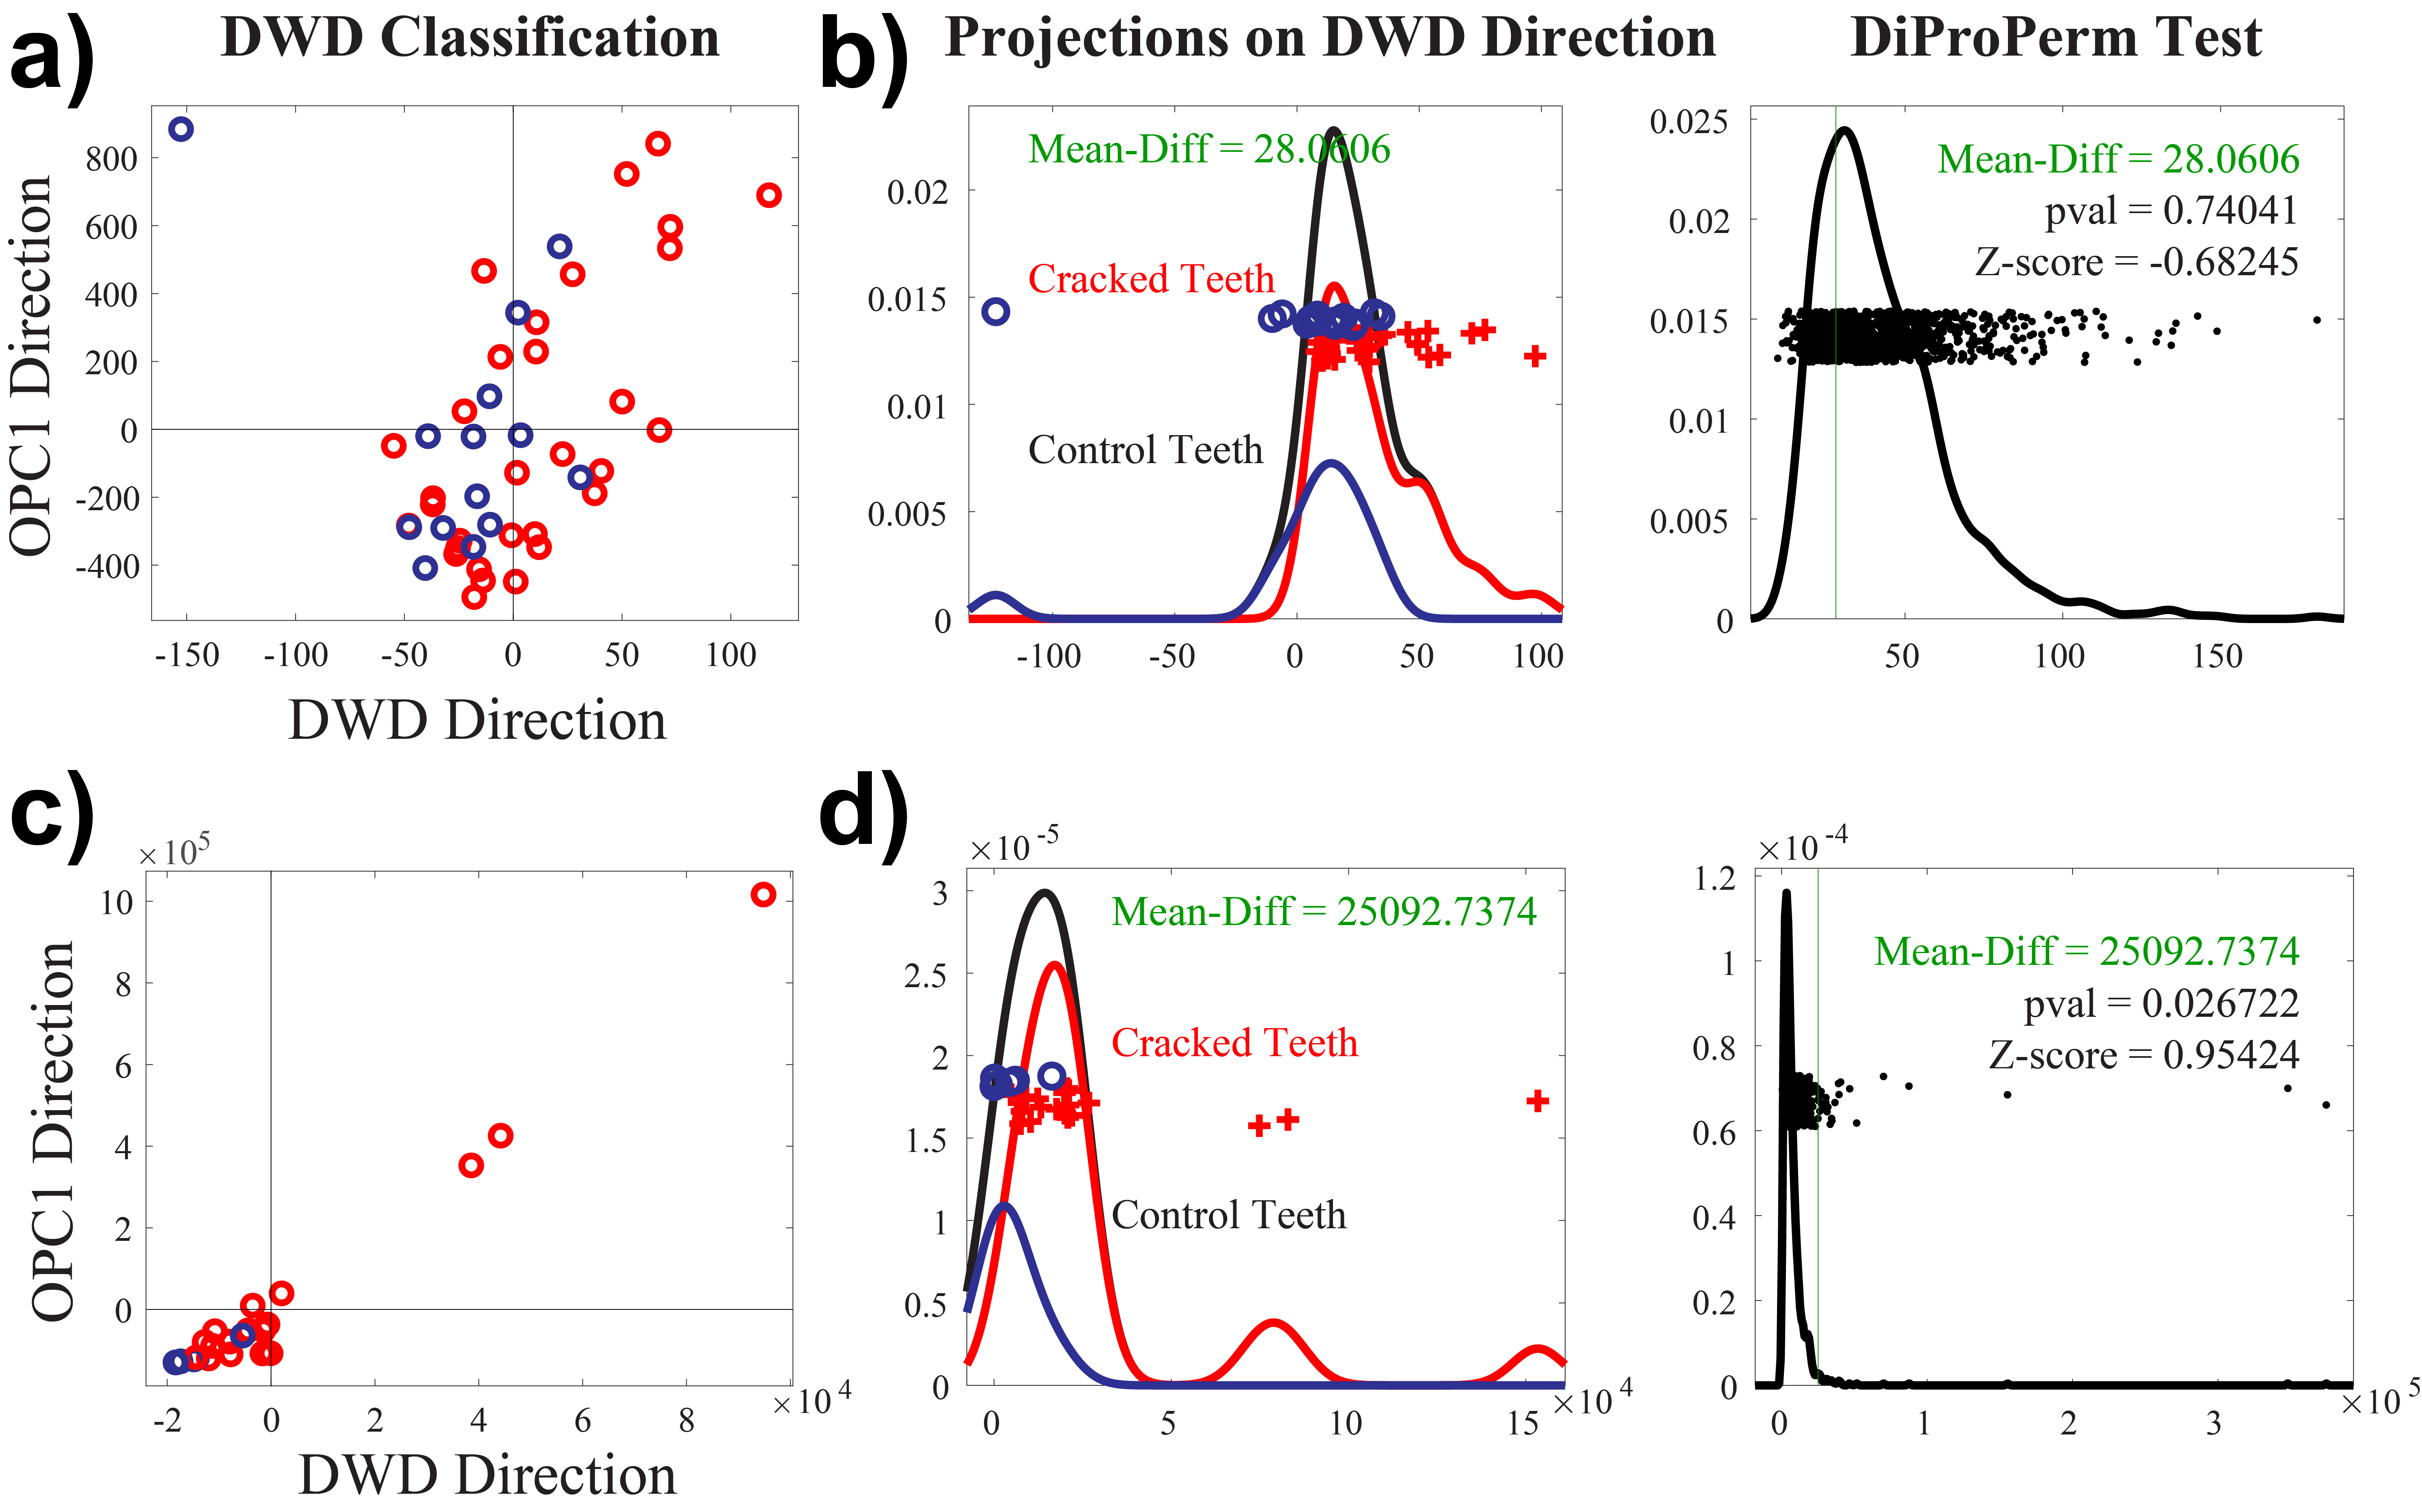 a)
DWD Classification
800
600
400
200
0
-200
-400
OPC1 Direction
-150 -100 -50 0 50 100
DWD Direction
b)
Projections on DWD Direction
Mean-Diff = 28.0606
Cracked Teeth
Control Teeth
0.02
0.015
0.01
0.005
0
-100 -50 0 50 100
DiProPerm Test
Mean-Diff = 28.0606
pval = 0.74041
Z-score = -0.68245
0.025
0.02
0.015
0.01
0.005
0
50 100 150
c)
×10^5
10
8
6
4
2
0
OPC1 Direction
-2 0 2 4 6 8
×10^4
DWD Direction
d)
×10^-5
Mean-Diff = 25092.7374
Cracked Teeth
Control Teeth
3
2.5
2
1.5
1
0.5
0
0 5 10 15
×10^4
×10^-4
Mean-Diff = 25092.7374
pval = 0.026722
Z-score = 0.95424
1.2
1
0.8
0.6
0.4
0.2
0
0 1 2 3
×10^5